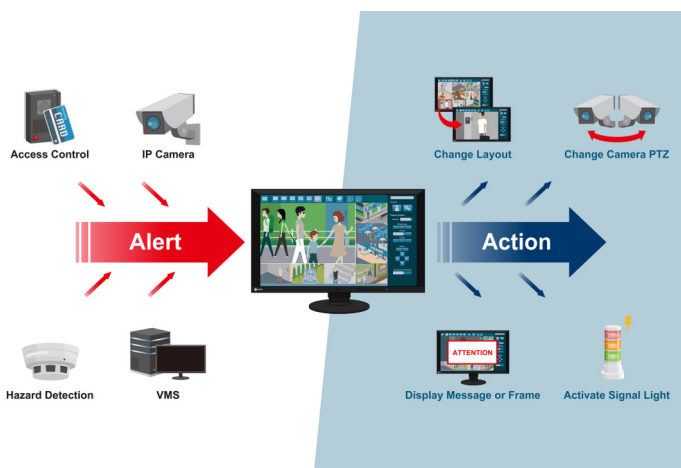 CARD
Access Control
IP Camera
Change Layout
Change Camera PTZ
Alert
Action
ATTENTION
Hazard Detection
VMS
Display Message or Frame
Activate Signal Light